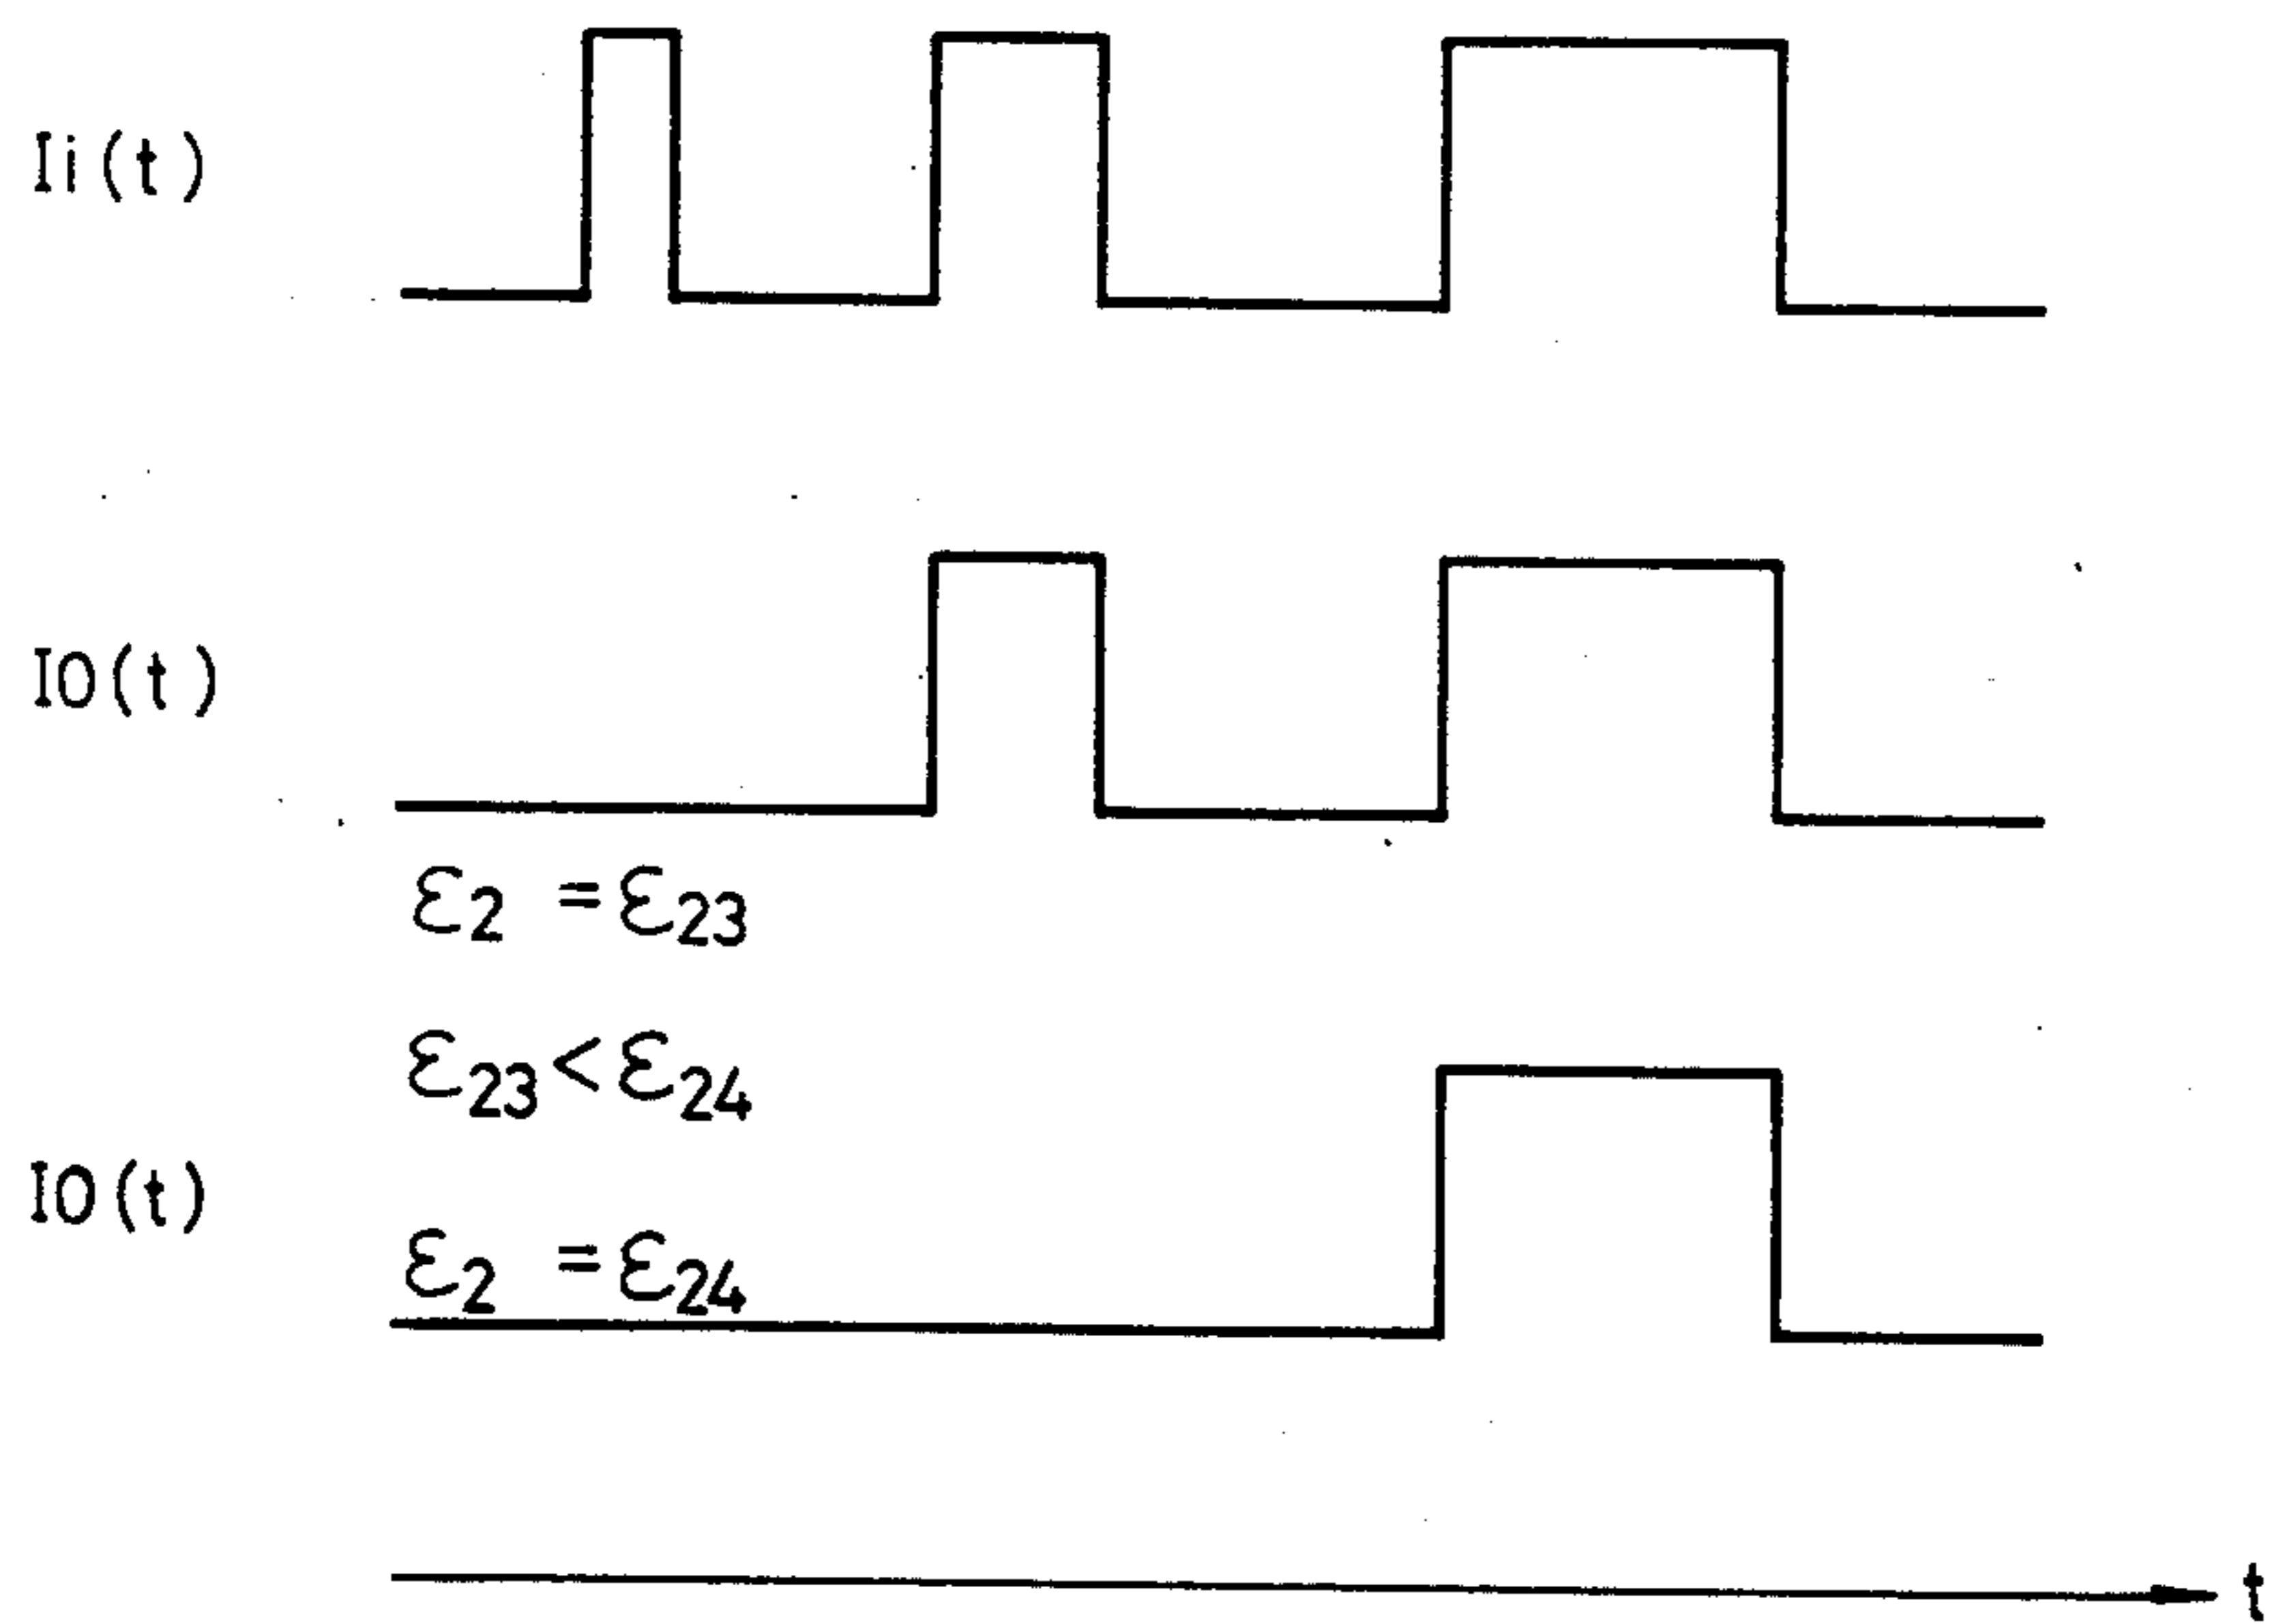 Ii(t)
IO(t)
ε2 = ε23
ε23 < ε24
IO(t)
ε2 = ε24
t